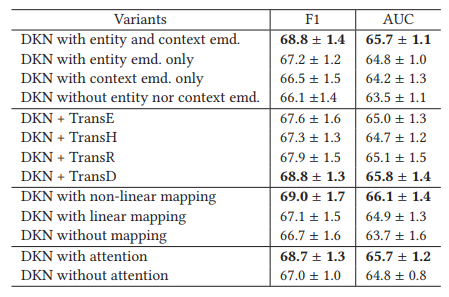 Variants F1 AUC
DKN with entity and context emd. 68.8 ± 1.4 65.7 ± 1.1
DKN with entity emd. only 67.2 ± 1.2 64.8 ± 1.0
DKN with context emd. only 66.5 ± 1.5 64.2 ± 1.3
DKN without entity nor context emd. 66.1 ±1.4 63.5 ± 1.1
DKN + TransE 67.6 ± 1.6 65.0 ± 1.3
DKN + TransH 67.3 ± 1.3 64.7 ± 1.2
DKN + TransR 67.9 ± 1.5 65.1 ± 1.5
DKN + TransD 68.8 ± 1.3 65.8 ± 1.4
DKN with non-linear mapping 69.0 ± 1.7 66.1 ± 1.4
DKN with linear mapping 67.1 ± 1.5 64.9 ± 1.3
DKN without mapping 66.7 ± 1.6 63.7 ± 1.6
DKN with attention 68.7 ± 1.3 65.7 ± 1.2
DKN without attention 67.0 ± 1.0 64.8 ± 0.8